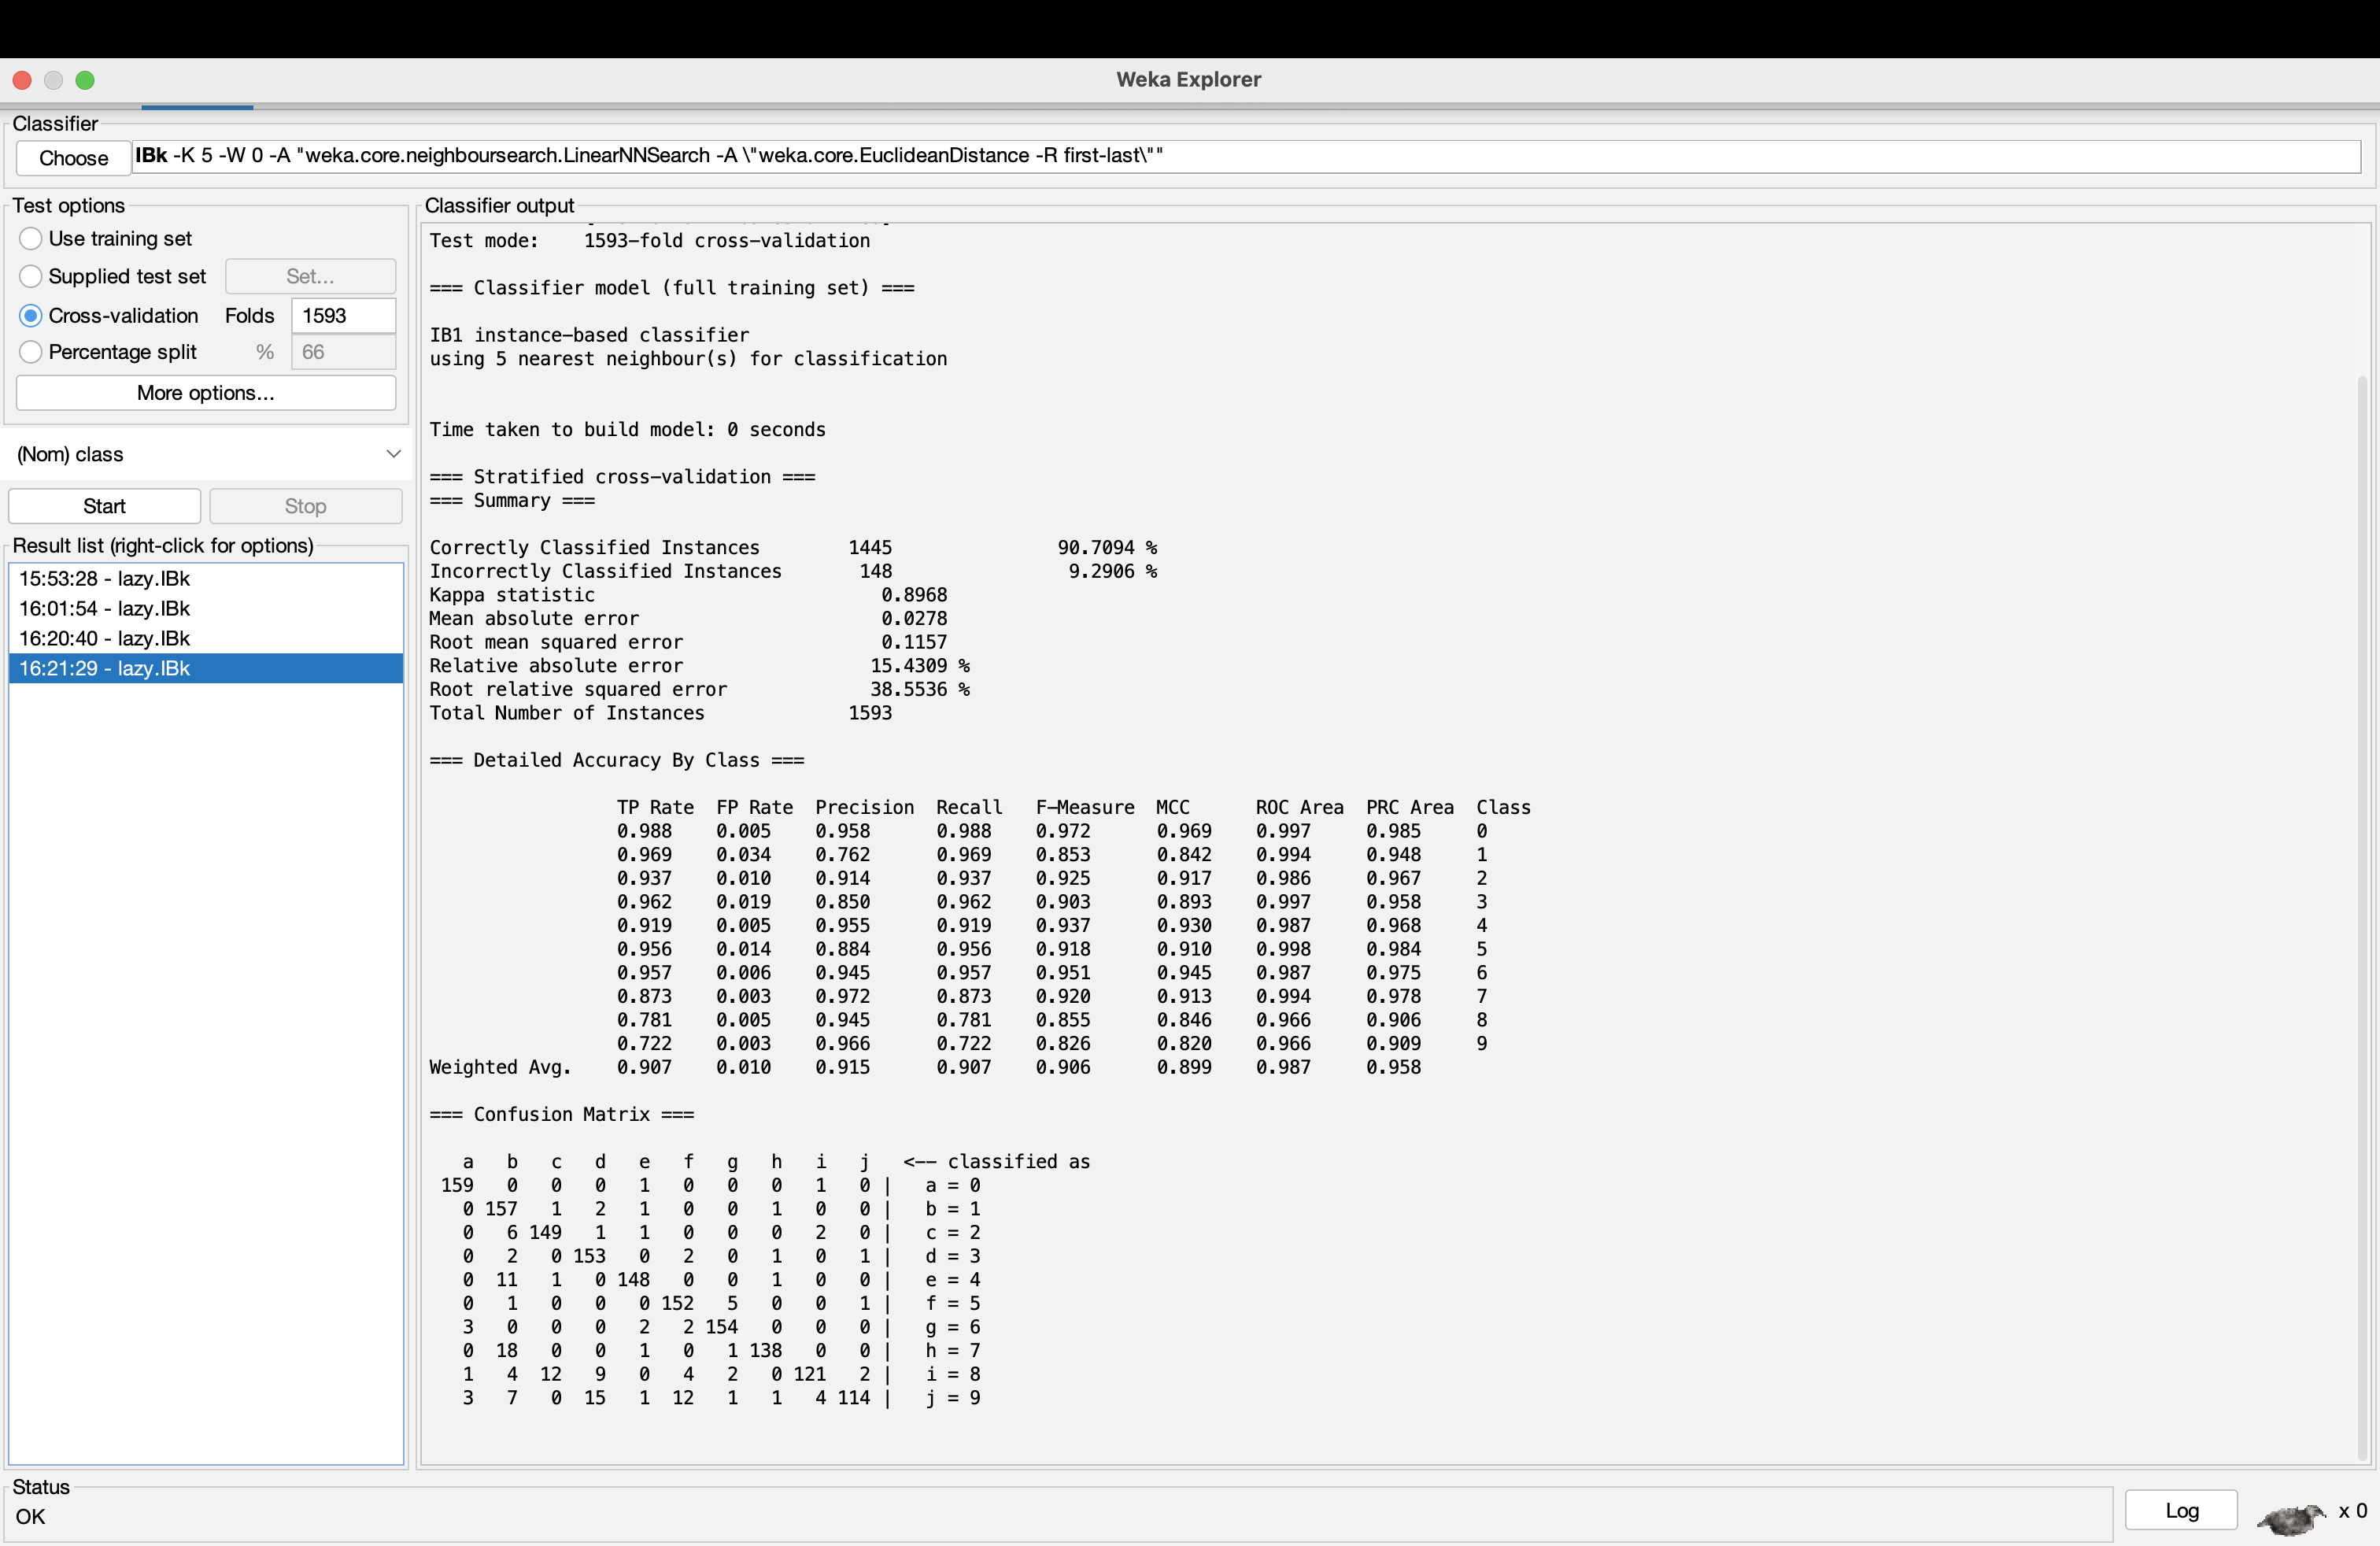 Weka Explorer
Classifier
Choose
IBk -K 5 -W 0 -A "weka.core.neighboursearch.LinearNNSearch -A \"weka.core.EuclideanDistance -R first-last\""
Test options
Use training set
Supplied test set Set...
Cross-validation Folds 1593
Percentage split % 66
More options...
(Nom) class
Start Stop
Result list (right-click for options)
15:53:28 - lazy.IBk
16:01:54 - lazy.IBk
16:20:40 - lazy.IBk
16:21:29 - lazy.IBk
Classifier output
Test mode: 1593-fold cross-validation
=== Classifier model (full training set) ===
IB1 instance-based classifier
using 5 nearest neighbour(s) for classification
Time taken to build model: 0 seconds
=== Stratified cross-validation ===
=== Summary ===
Correctly Classified Instances 1445 90.7094 %
Incorrectly Classified Instances 148 9.2906 %
Kappa statistic 0.8968
Mean absolute error 0.0278
Root mean squared error 0.1157
Relative absolute error 15.4309 %
Root relative squared error 38.5536 %
Total Number of Instances 1593
=== Detailed Accuracy By Class ===
TP Rate FP Rate Precision Recall F-Measure MCC ROC Area PRC Area Class
0.988 0.005 0.958 0.988 0.972 0.969 0.997 0.985 0
0.969 0.034 0.762 0.969 0.853 0.842 0.994 0.948 1
0.937 0.010 0.914 0.937 0.925 0.917 0.986 0.967 2
0.962 0.019 0.850 0.962 0.903 0.893 0.997 0.958 3
0.919 0.005 0.955 0.919 0.937 0.930 0.987 0.968 4
0.956 0.014 0.884 0.956 0.918 0.910 0.998 0.984 5
0.957 0.006 0.945 0.957 0.951 0.945 0.987 0.975 6
0.873 0.003 0.972 0.873 0.920 0.913 0.994 0.978 7
0.781 0.005 0.945 0.781 0.855 0.846 0.966 0.906 8
0.722 0.003 0.966 0.722 0.826 0.820 0.966 0.909 9
Weighted Avg. 0.907 0.010 0.915 0.907 0.906 0.899 0.987 0.958
=== Confusion Matrix ===
a b c d e f g h i j <-- classified as
159 0 0 0 1 0 0 0 1 0 | a = 0
0 157 1 2 1 0 0 1 0 0 | b = 1
0 6 149 1 1 0 0 0 2 0 | c = 2
0 2 0 153 0 2 0 1 0 1 | d = 3
0 11 1 0 148 0 0 1 0 0 | e = 4
0 1 0 0 0 152 5 0 0 1 | f = 5
3 0 0 0 2 2 154 0 0 0 | g = 6
0 18 0 0 1 0 1 138 0 0 | h = 7
1 4 12 9 0 4 2 0 121 2 | i = 8
3 7 0 15 1 12 1 1 4 114 | j = 9
Status
OK
Log
x 0